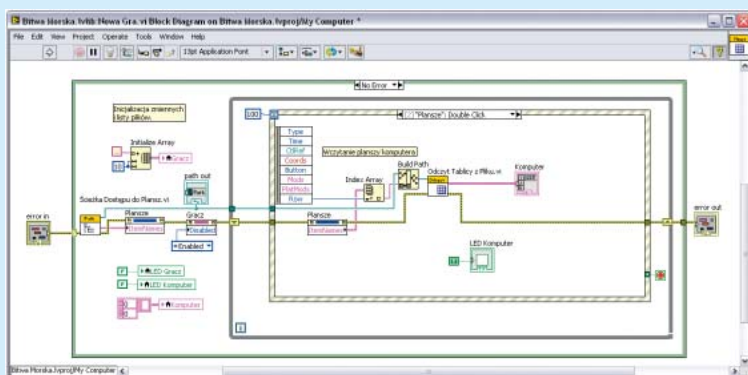 Bitwa Morska.lvlib:Nowa Gra.vi Block Diagram on Bitwa Morska.lvproj/My Computer *
File Edit View Project Operate Tools Window Help
13pt Application Font
No Error
Inicjalizacja zmiennych
i listy plików.
100
"Plansze": Double Click
Initialize Array
Gracz
Type
Time
CtlRef
Coords
Button
Mods
PlatMods
Row
Wczytanie planszy komputera
path out
Index Array
Build Path
Odczyt Tablicy z Pliku.vi
Komputer
Ścieżka Dostępu do Plansz.vi
Plansze
Gracz
Plansze
error in
ItemNames
Disabled
ItemNames
error out
Enabled
LED Komputer
LED Gracz
LED Komputer
Komputer
i
Bitwa Morska.lvproj/My Computer